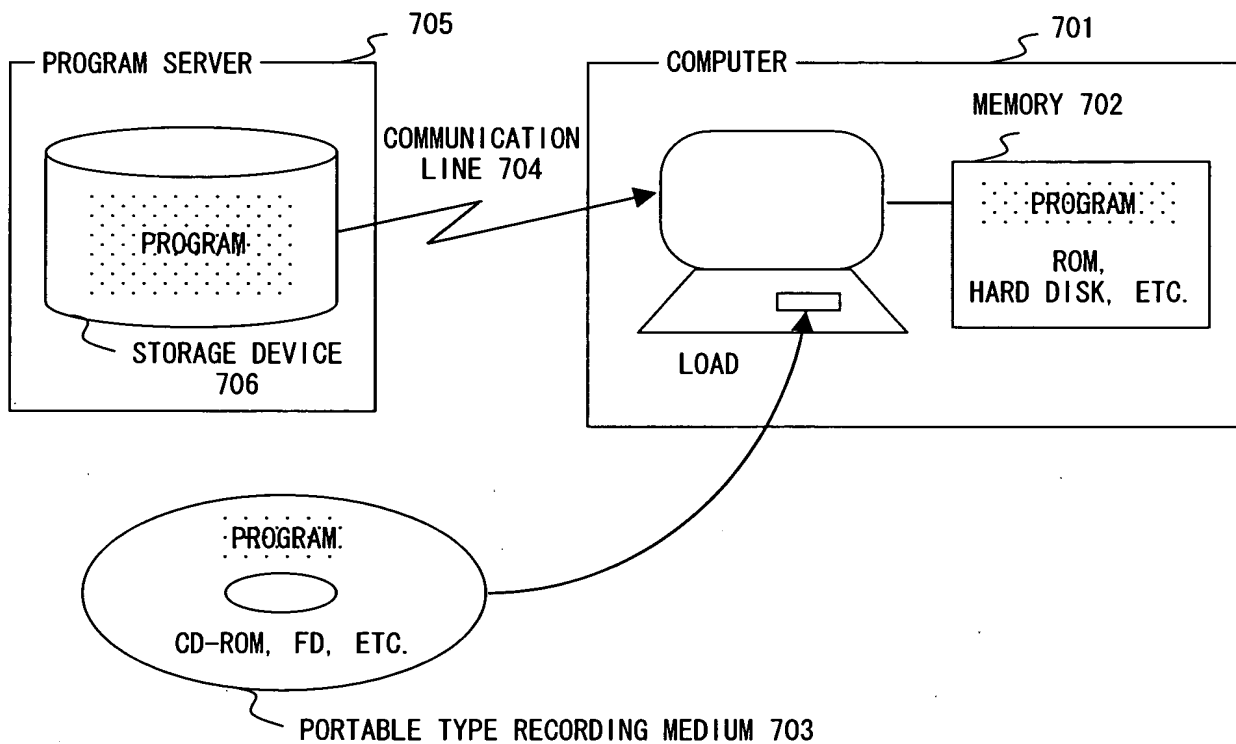 705
PROGRAM SERVER
PROGRAM
STORAGE DEVICE
706
COMMUNICATION
LINE 704
701
COMPUTER
MEMORY 702
PROGRAM
ROM,
HARD DISK, ETC.
LOAD
PROGRAM
CD-ROM, FD, ETC.
PORTABLE TYPE RECORDING MEDIUM 703